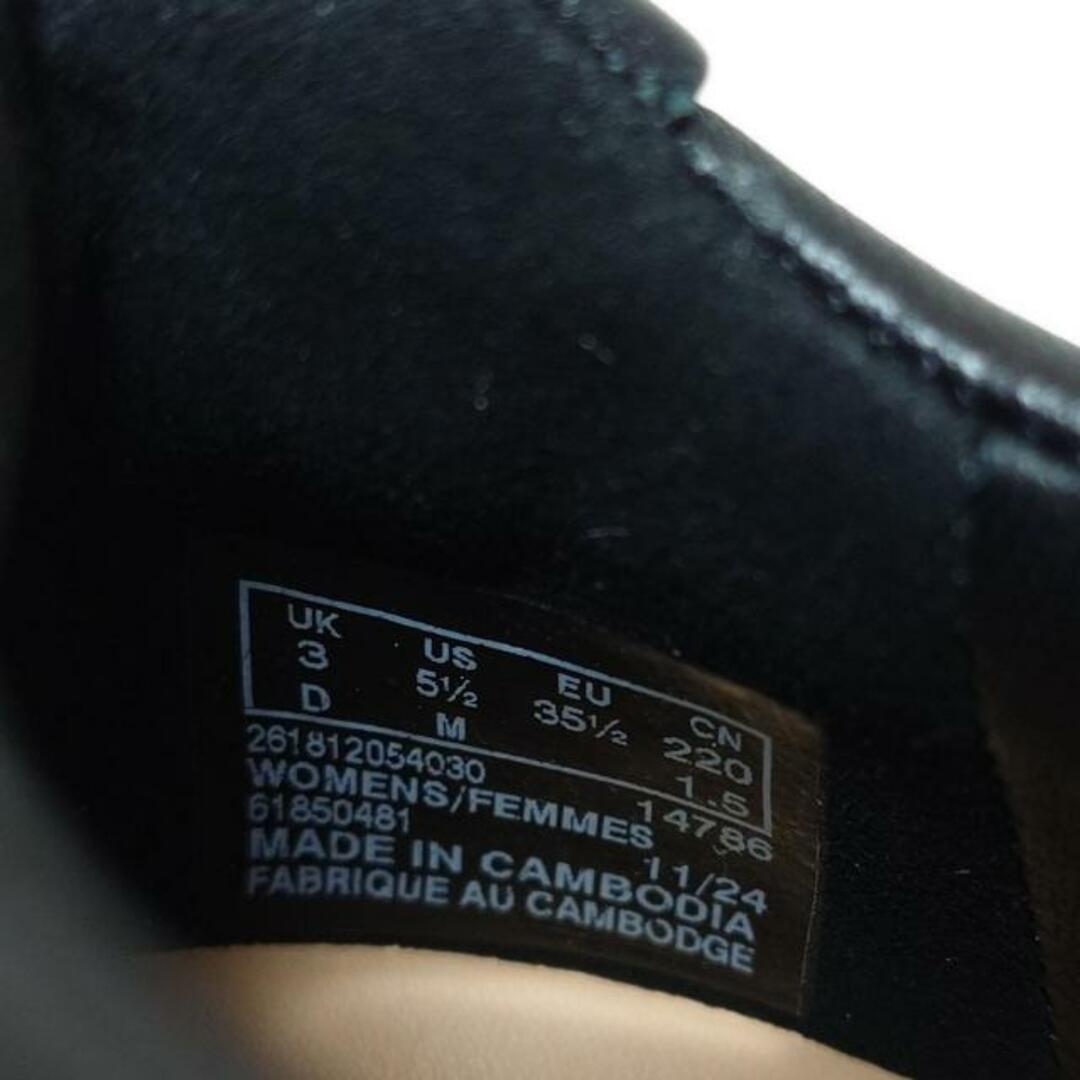 UK US EU CN
3 5½ 35½ 220
D M 1.5
261812054030 14786
WOMENS/FEMMES
61850481 11/24
MADE IN CAMBODIA
FABRIQUE AU CAMBODGE